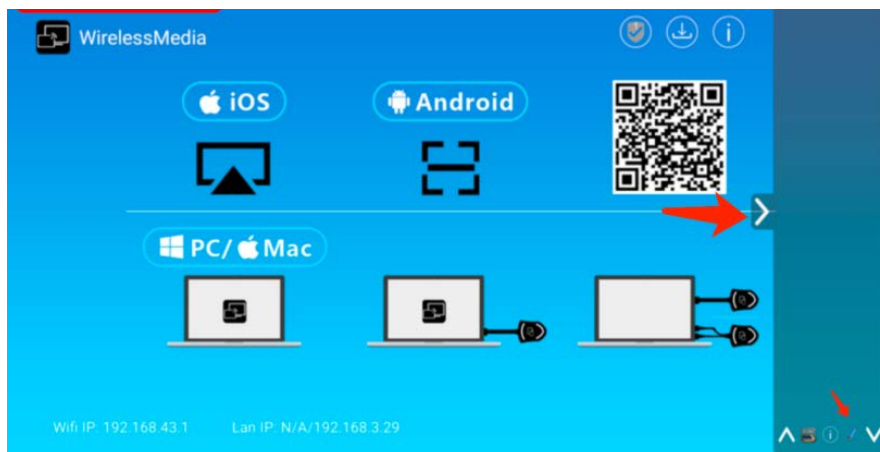 WirelessMedia
iOS
Android
PC/ Mac
Wifi IP: 192.168.43.1 Lan IP: N/A/192.168.3.29